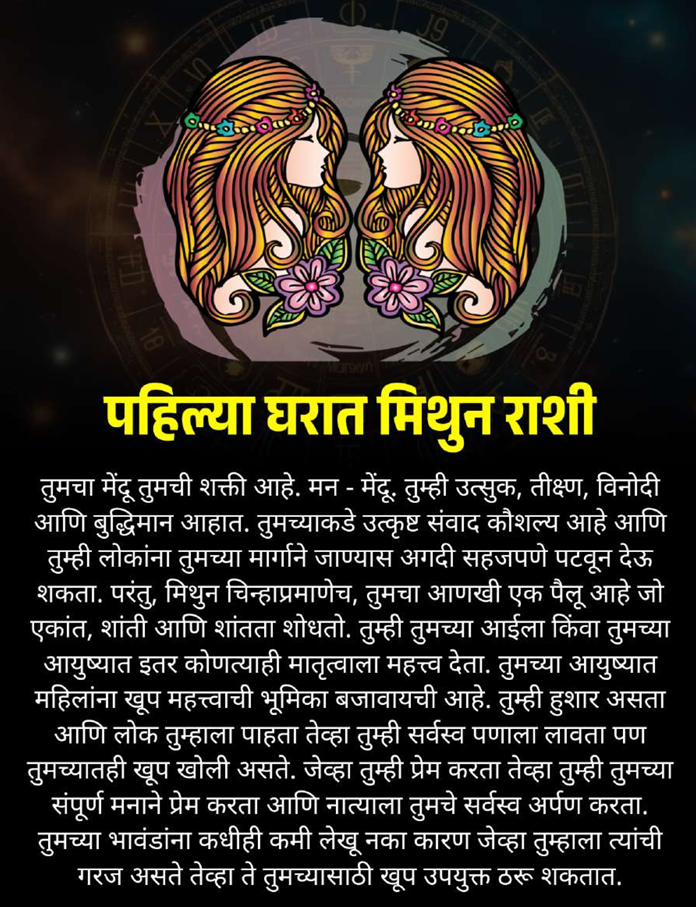 पहिल्या घरात मिथुन राशी
तुमचा मेंदू तुमची शक्ती आहे. मन - मेंदू. तुम्ही उत्सुक, तीक्ष्ण, विनोदी
आणि बुद्धिमान आहात. तुमच्याकडे उत्कृष्ट संवाद कौशल्य आहे आणि
तुम्ही लोकांना तुमच्या मार्गाने जाण्यास अगदी सहजपणे पटवून देऊ
शकता. परंतु, मिथुन चिन्हाप्रमाणेच, तुमचा आणखी एक पैलू आहे जो
एकांत, शांती आणि शांतता शोधतो. तुम्ही तुमच्या आईला किंवा तुमच्या
आयुष्यात इतर कोणत्याही मातृत्वाला महत्त्व देता. तुमच्या आयुष्यात
महिलांना खूप महत्त्वाची भूमिका बजावायची आहे. तुम्ही हुशार असता
आणि लोक तुम्हाला पाहता तेव्हा तुम्ही सर्वस्व पणाला लावता पण
तुमच्यातही खूप खोली असते. जेव्हा तुम्ही प्रेम करता तेव्हा तुम्ही तुमच्या
संपूर्ण मनाने प्रेम करता आणि नात्याला तुमचे सर्वस्व अर्पण करता.
तुमच्या भावंडांना कधीही कमी लेखू नका कारण जेव्हा तुम्हाला त्यांची
गरज असते तेव्हा ते तुमच्यासाठी खूप उपयुक्त ठरू शकतात.